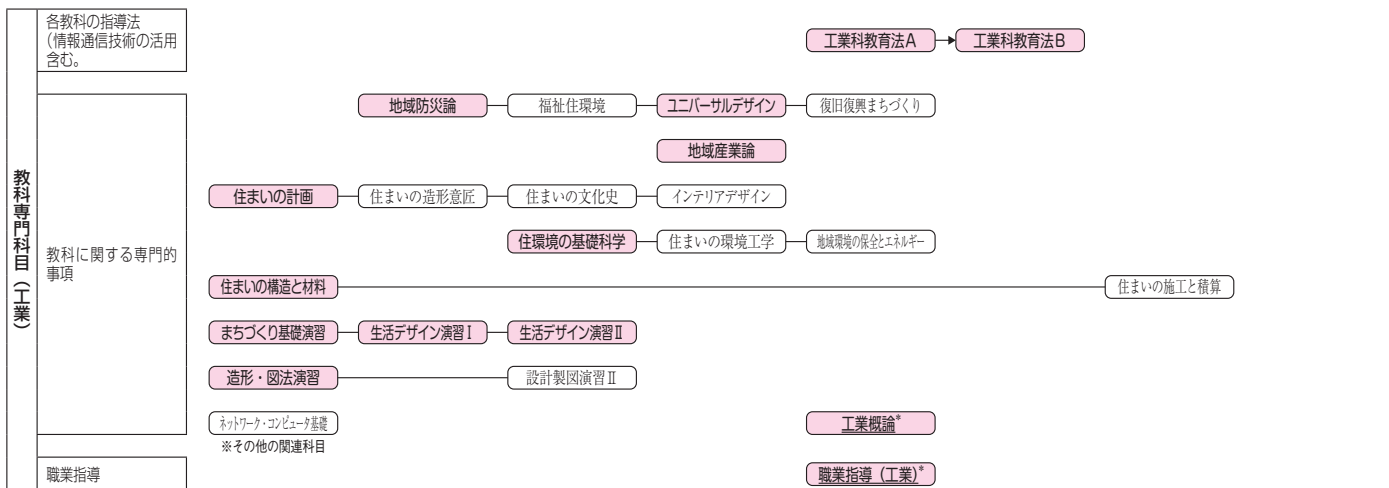 教科専門科目（工業）
各教科の指導法
（情報通信技術の活用
含む。
工業科教育法A
工業科教育法B
教科に関する専門的
事項
地域防災論
福祉住環境
ユニバーサルデザイン
復旧復興まちづくり
地域産業論
住まいの計画
住まいの造形意匠
住まいの文化史
インテリアデザイン
住環境の基礎科学
住まいの環境工学
地域環境の保全とエネルギー
住まいの構造と材料
住まいの施工と積算
まちづくり基礎演習
生活デザイン演習Ⅰ
生活デザイン演習Ⅱ
造形・図法演習
設計製図演習Ⅱ
ネットワーク・コンピュータ基礎
工業概論*
※その他の関連科目
職業指導
職業指導（工業）*